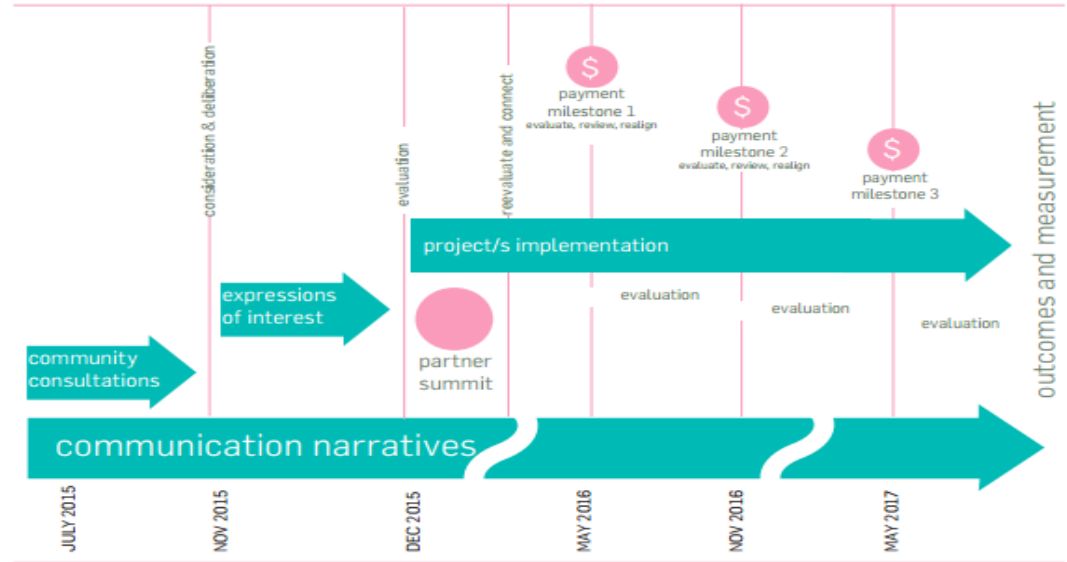 consideration & deliberation
evaluation
reevaluate and connect
$
payment
milestone 1
evaluate, review, realign
$
payment
milestone 2
evaluate, review, realign
$
payment
milestone 3
project/s implementation
evaluation
evaluation
evaluation
expressions
of interest
partner
summit
community
consultations
outcomes and measurement
communication narratives
JULY 2015
NOV 2015
DEC 2015
MAY 2016
NOV 2016
MAY 2017